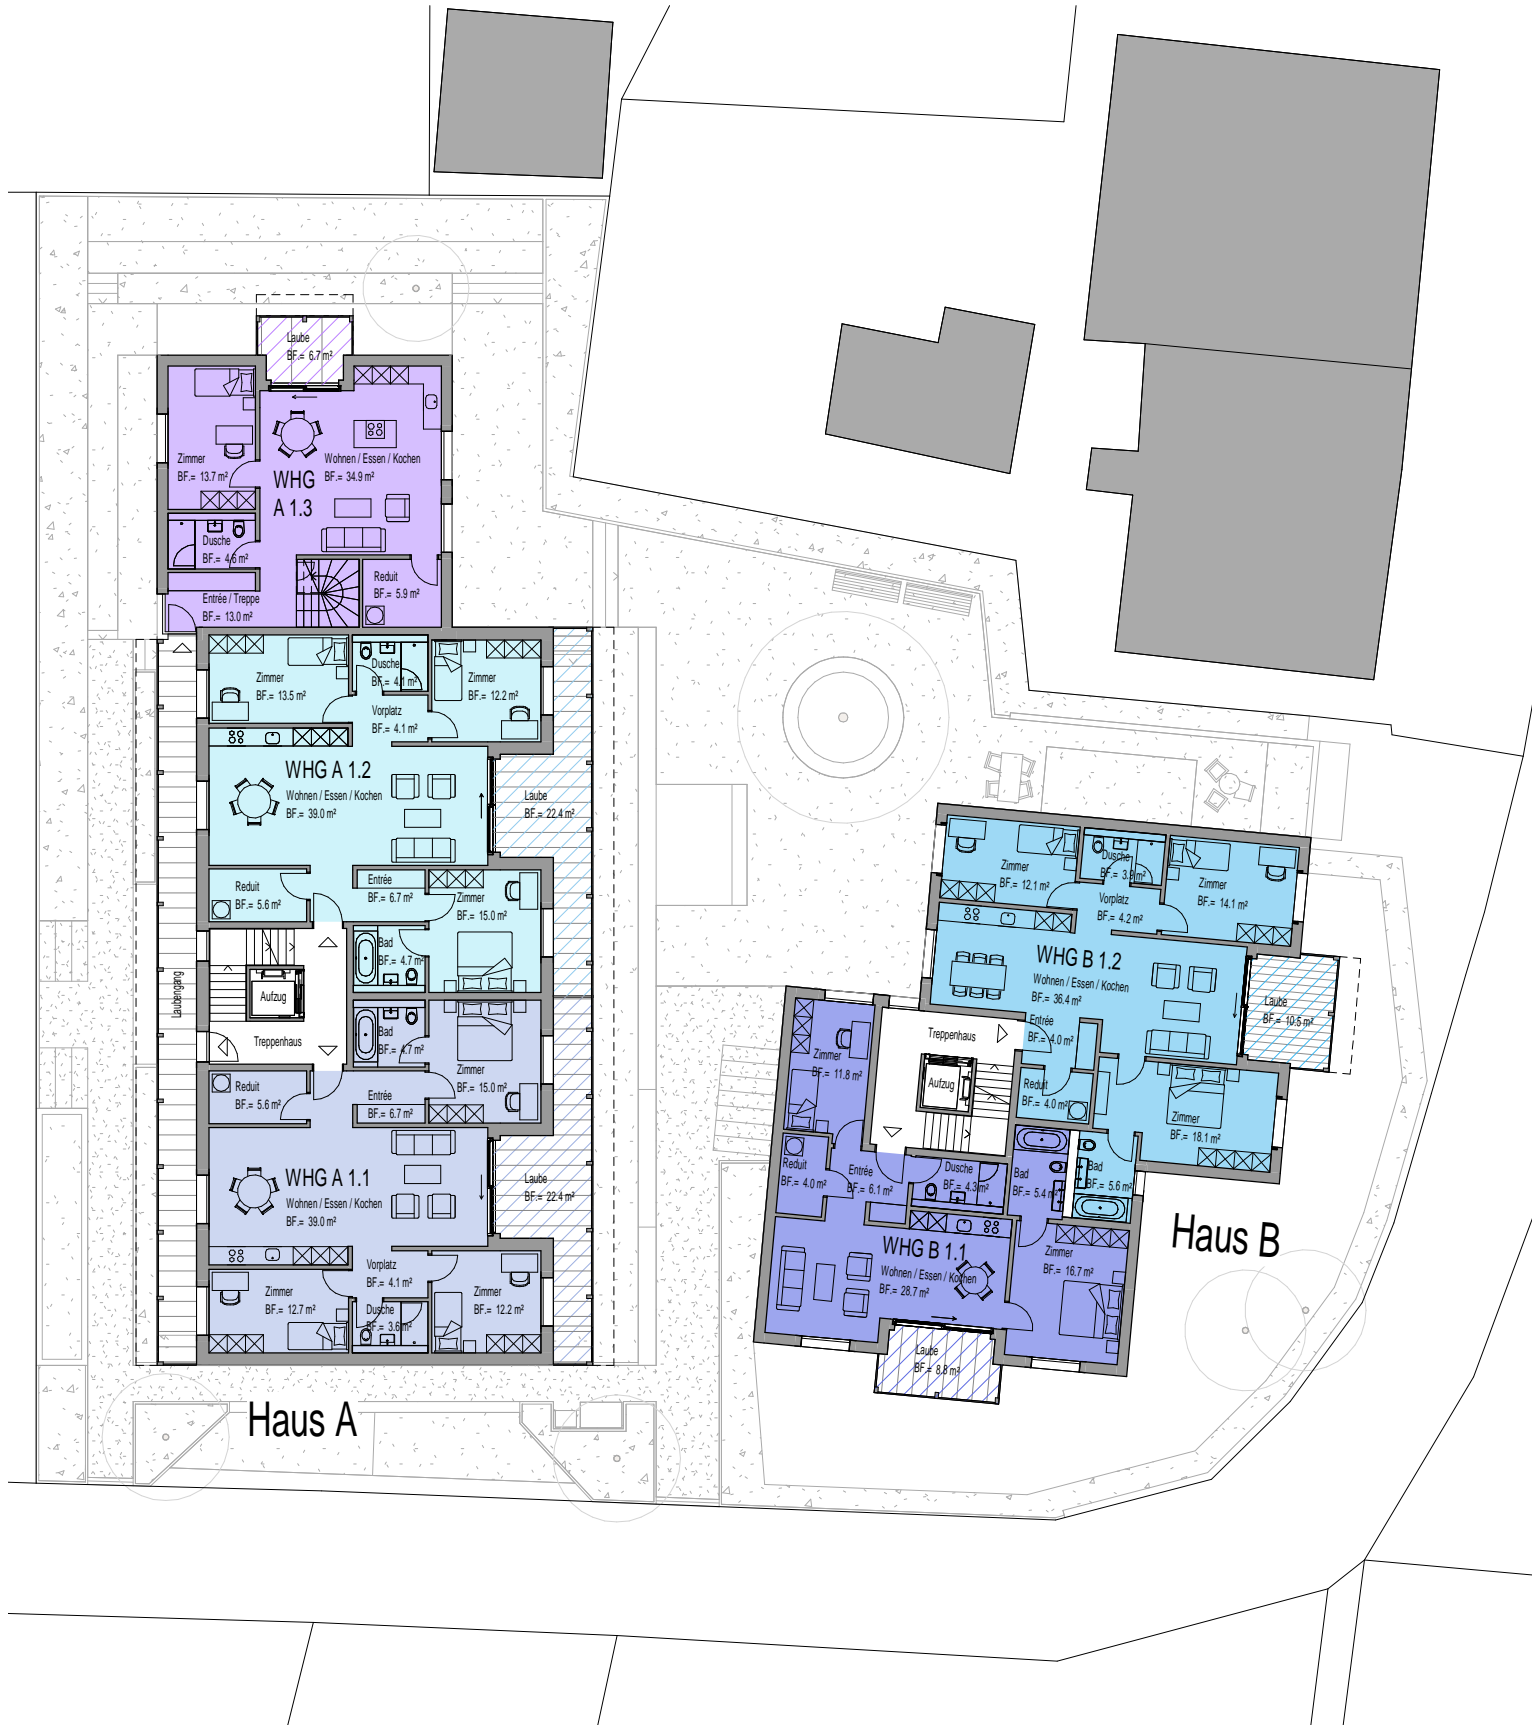 Laube
BF.= 6.7 m²
Zimmer
BF.= 13.7 m²
Wohnen / Essen / Kochen
BF.= 34.9 m²
WHG
A 1.3
Dusche
BF.= 4.6 m²
Entrée / Treppe
BF.= 13.0 m²
Reduit
BF.= 5.9 m²
Zimmer
BF.= 13.5 m²
Dusche
BF.= 4.1 m²
Zimmer
BF.= 12.2 m²
Vorplatz
BF.= 4.1 m²
WHG A 1.2
Wohnen / Essen / Kochen
BF.= 39.0 m²
Laube
BF.= 22.4 m²
Reduit
BF.= 5.6 m²
Entrée
BF.= 6.7 m²
Zimmer
BF.= 15.0 m²
Bad
BF.= 4.7 m²
Laubengang
Aufzug
Treppenhaus
Bad
BF.= 4.7 m²
Zimmer
BF.= 15.0 m²
Reduit
BF.= 5.6 m²
Entrée
BF.= 6.7 m²
WHG A 1.1
Wohnen / Essen / Kochen
BF.= 39.0 m²
Laube
BF.= 22.4 m²
Vorplatz
BF.= 4.1 m²
Zimmer
BF.= 12.7 m²
Dusche
BF.= 3.6 m²
Zimmer
BF.= 12.2 m²
Haus A
Zimmer
BF.= 12.1 m²
Dusche
BF.= 3.9 m²
Zimmer
BF.= 14.1 m²
Vorplatz
BF.= 4.2 m²
WHG B 1.2
Wohnen / Essen / Kochen
BF.= 36.4 m²
Laube
BF.= 10.5 m²
Entrée
BF.= 4.0 m²
Treppenhaus
Aufzug
Reduit
BF.= 4.0 m²
Zimmer
BF.= 18.1 m²
Bad
BF.= 5.6 m²
Zimmer
BF.= 11.8 m²
Reduit
BF.= 4.0 m²
Entrée
BF.= 6.1 m²
Dusche
BF.= 4.3 m²
Bad
BF.= 5.4 m²
WHG B 1.1
Wohnen / Essen / Kochen
BF.= 28.7 m²
Zimmer
BF.= 16.7 m²
Laube
BF.= 8.8 m²
Haus B